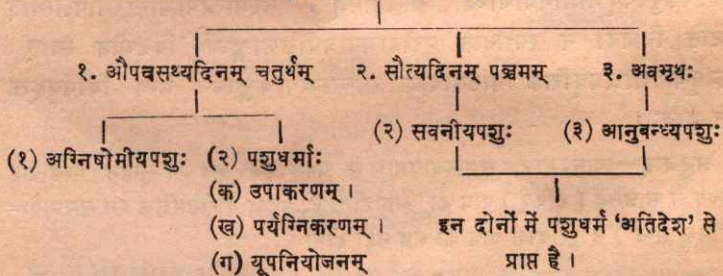 १. औपवसथ्यदिनम् चतुर्थम् २. सौत्यदिनम् पञ्चमम् ३. अवभृथः
(२) सवनीयपशुः (३) आनुबन्ध्यपशुः
(१) अग्निषोमीयपशुः (२) पशुधर्माः
(क) उपाकरणम् ।
(ख) पर्यग्निकरणम् । इन दोनों में पशुधर्म 'अतिदेश' से
(ग) यूपनियोजनम् प्राप्त है ।